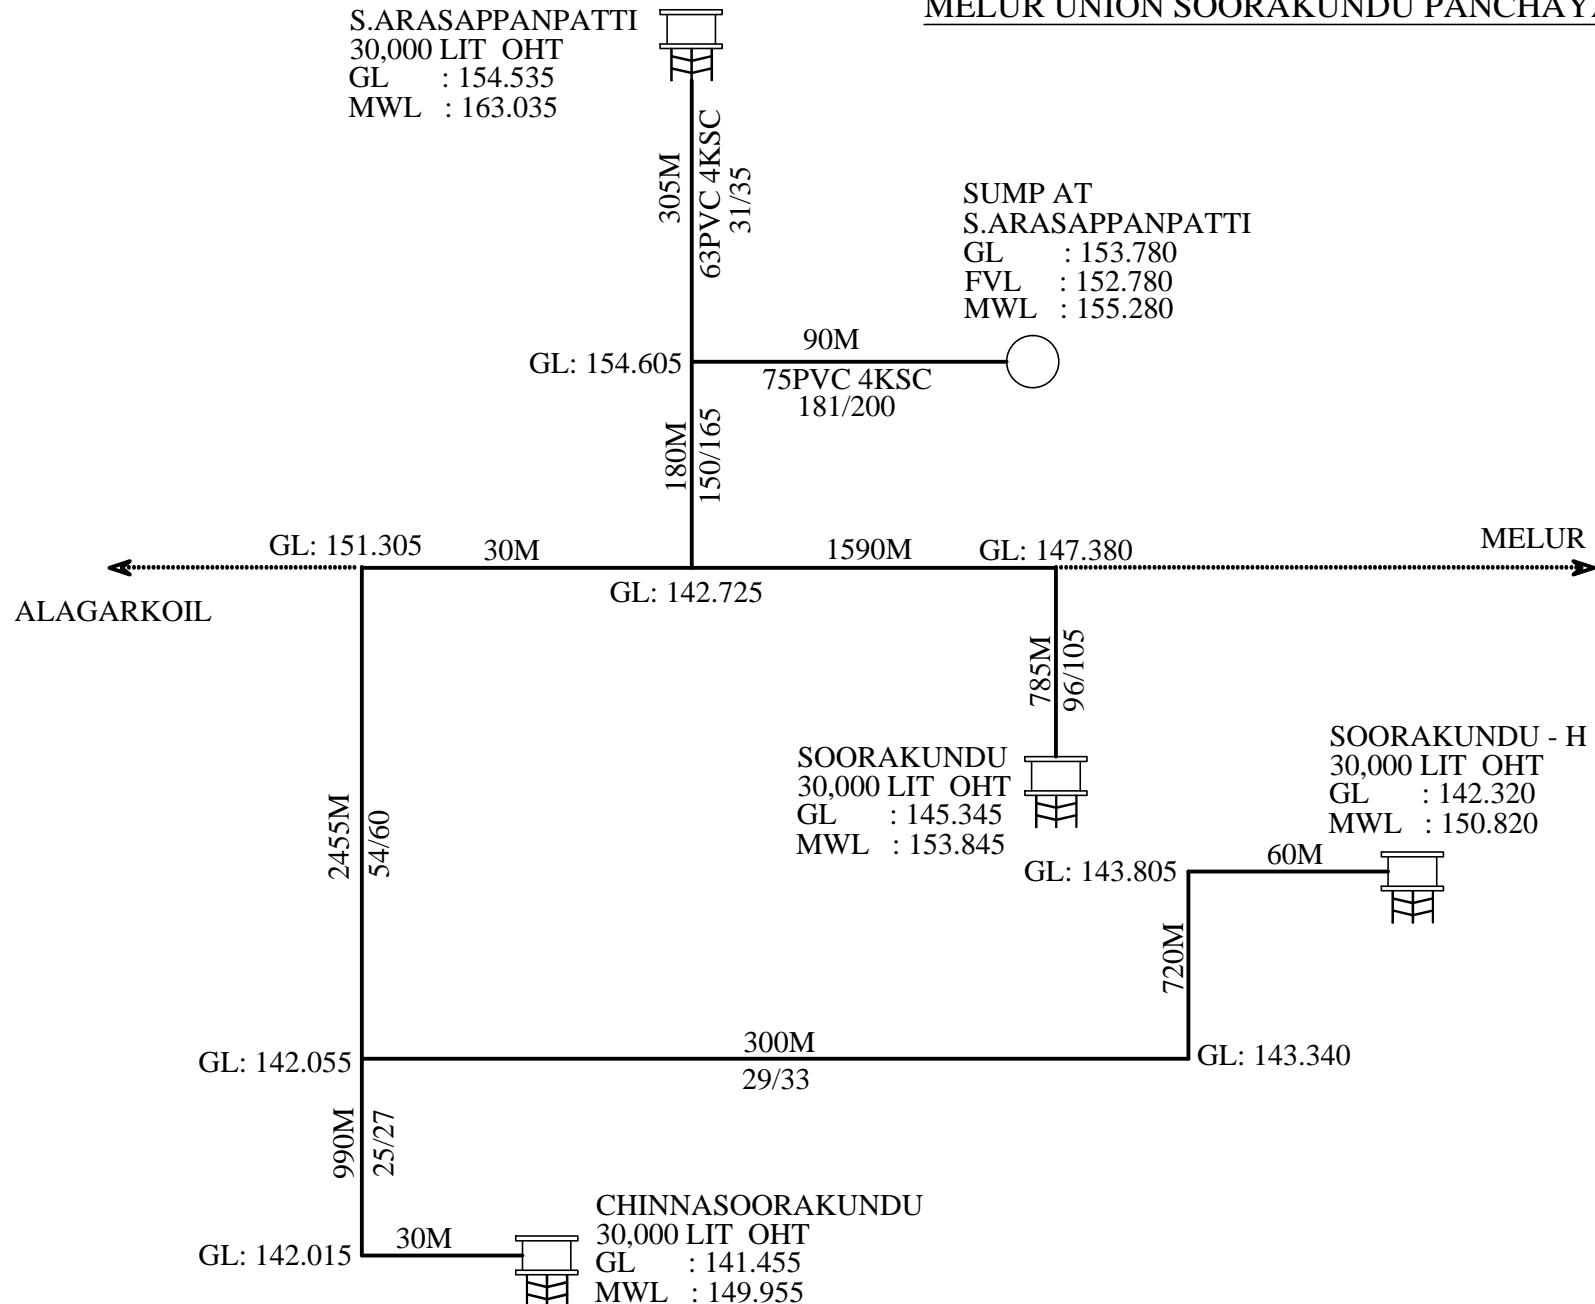 MELUR UNION SOORAKUNDU PANCHAYA
S.ARASAPPANPATTI
30,000 LIT OHT
GL : 154.535
MWL : 163.035
305M
63PVC 4KSC
31/35
SUMP AT
S.ARASAPPANPATTI
GL : 153.780
FVL : 152.780
MWL : 155.280
GL: 154.605
90M
75PVC 4KSC
181/200
180M
150/165
GL: 151.305
30M
1590M
GL: 147.380
MELUR
GL: 142.725
ALAGARKOIL
785M
96/105
SOORAKUNDU
30,000 LIT OHT
GL : 145.345
MWL : 153.845
SOORAKUNDU - H
30,000 LIT OHT
GL : 142.320
MWL : 150.820
2455M
54/60
GL: 143.805
60M
720M
GL: 142.055
300M
29/33
GL: 143.340
990M
25/27
GL: 142.015
30M
CHINNASOORAKUNDU
30,000 LIT OHT
GL : 141.455
MWL : 149.955